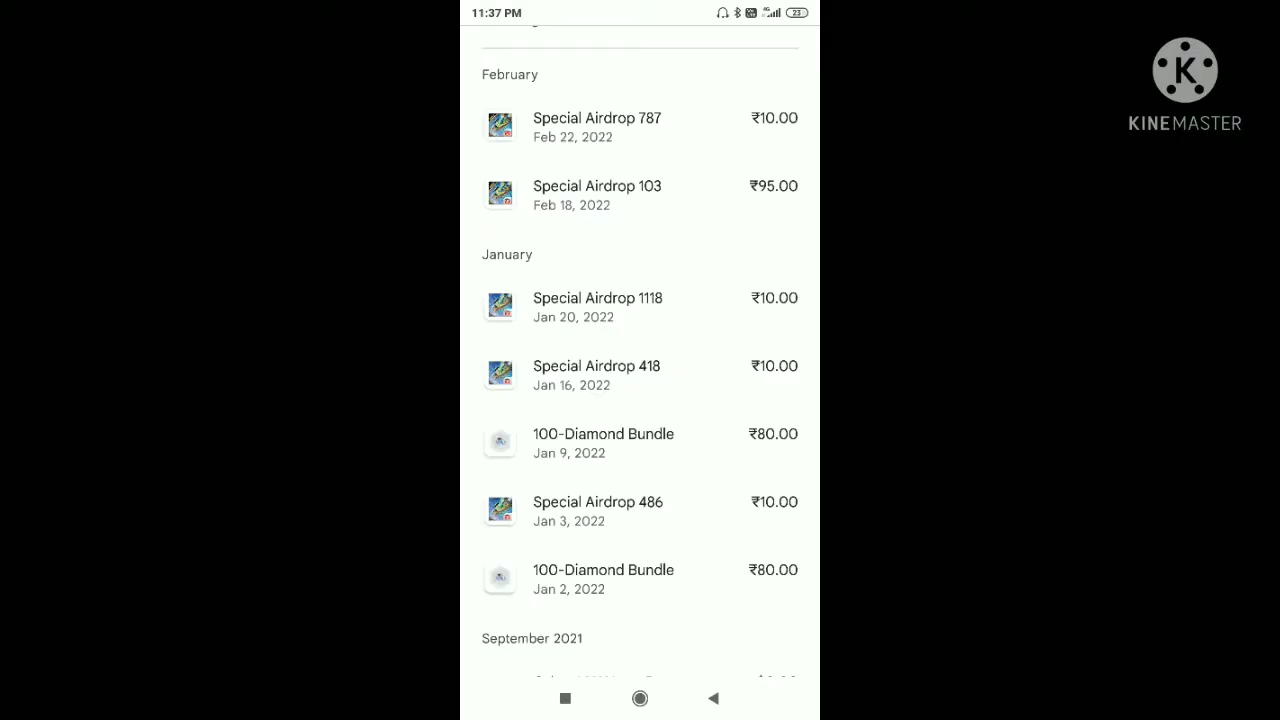 11:37 PM
23
February
Special Airdrop 787
₹10.00
Feb 22, 2022
Special Airdrop 103
₹95.00
Feb 18, 2022
January
Special Airdrop 1118
₹10.00
Jan 20, 2022
Special Airdrop 418
₹10.00
Jan 16, 2022
100-Diamond Bundle
₹80.00
Jan 9, 2022
Special Airdrop 486
₹10.00
Jan 3, 2022
100-Diamond Bundle
₹80.00
Jan 2, 2022
September 2021
K
KINEMASTER